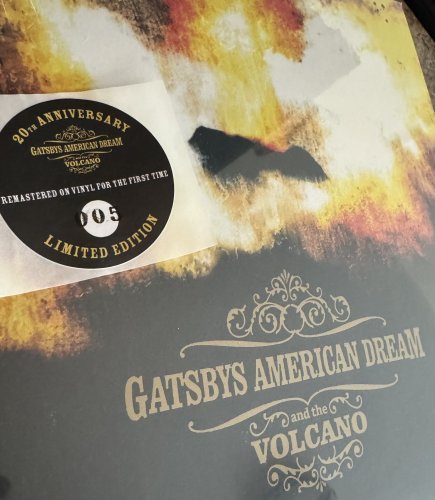 20TH ANNIVERSARY
GATSBYS AMERICAN DREAM
VOLCANO
REMASTERED ON VINYL FOR THE FIRST TIME
005
LIMITED EDITION
GATSBYS AMERICAN DREAM
and the
VOLCANO